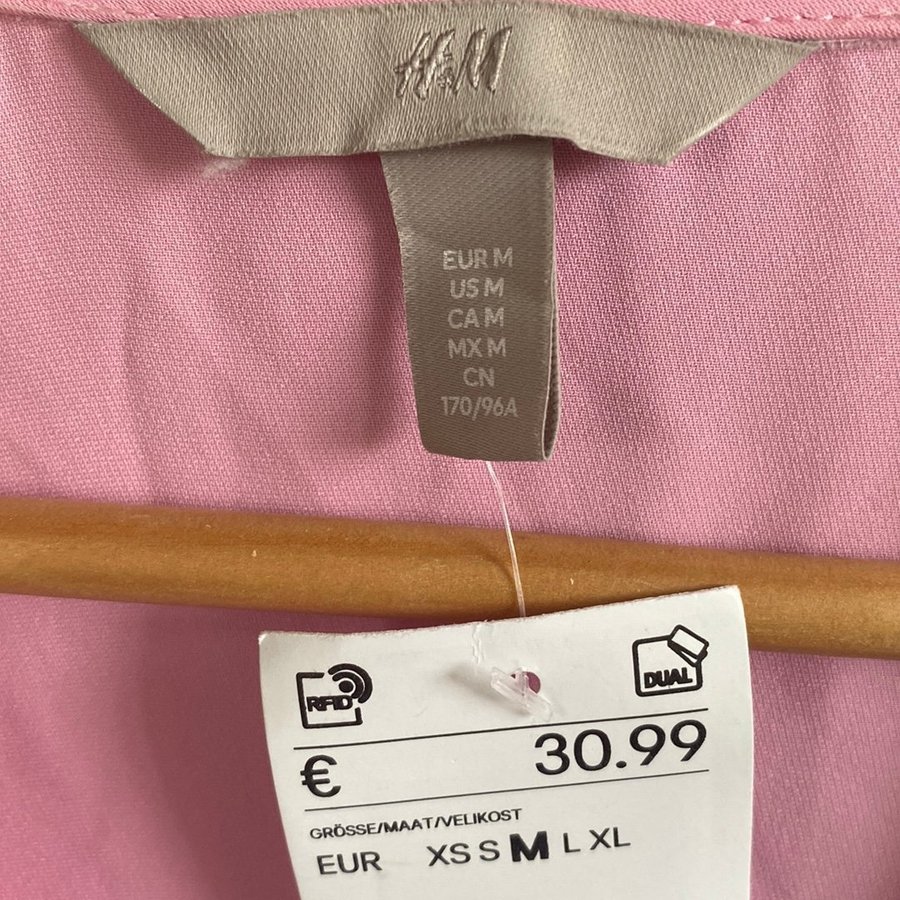 H&M
EUR M
US M
CA M
MX M
CN
170/96A
RFID
DUAL
€ 30.99
GRÖSSE/MAAT/VELIKOST
EUR XS S M L XL